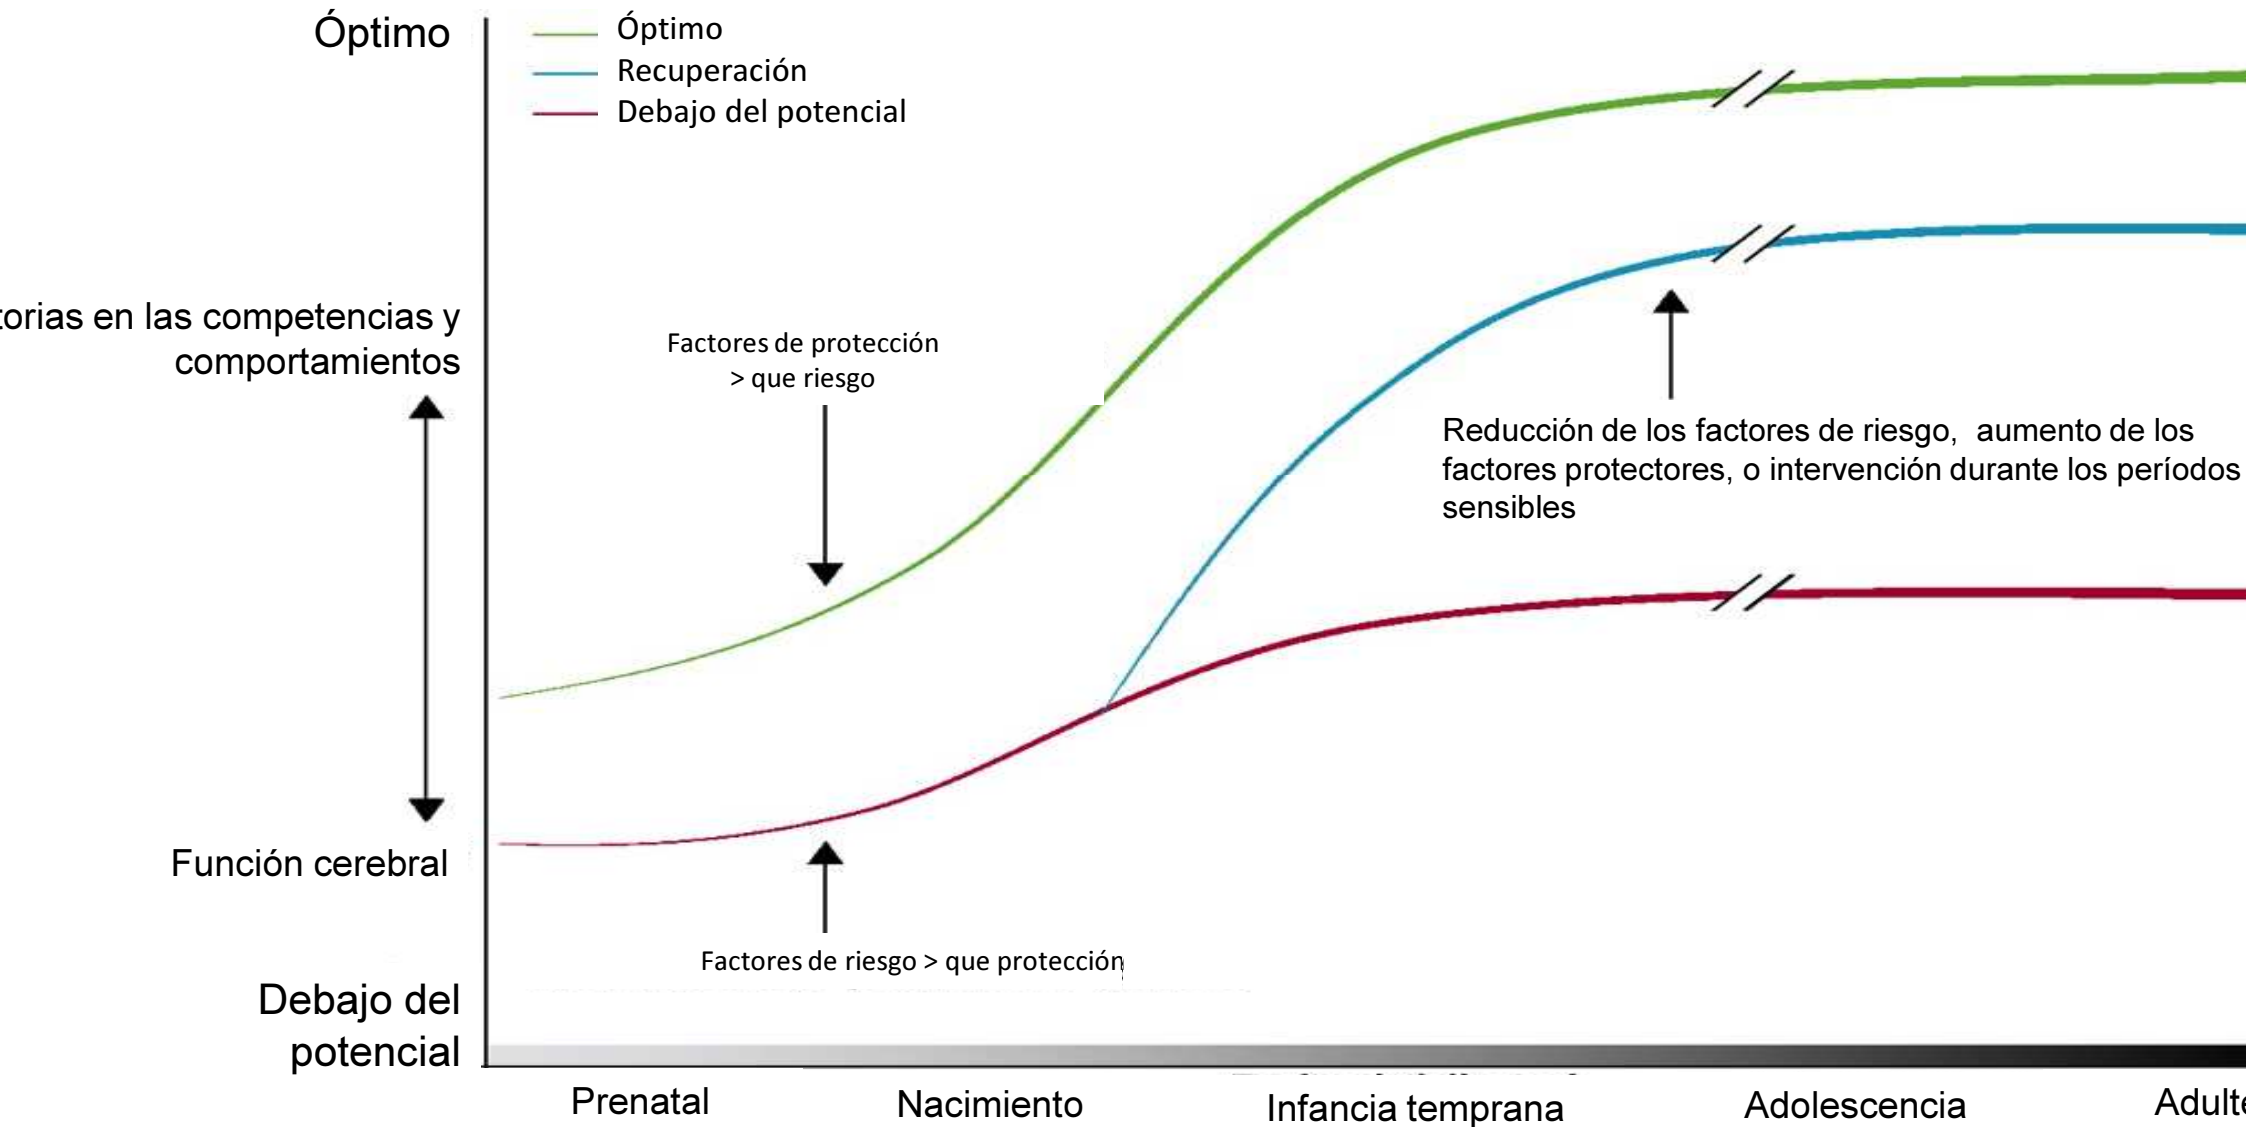 Óptimo
Óptimo
Recuperación
Debajo del potencial
torias en las competencias y
comportamientos
Factores de protección
> que riesgo
Reducción de los factores de riesgo, aumento de los
factores protectores, o intervención durante los períodos
sensibles
Función cerebral
Factores de riesgo > que protección
Debajo del
potencial
Prenatal
Nacimiento
Infancia temprana
Adolescencia
Adulte